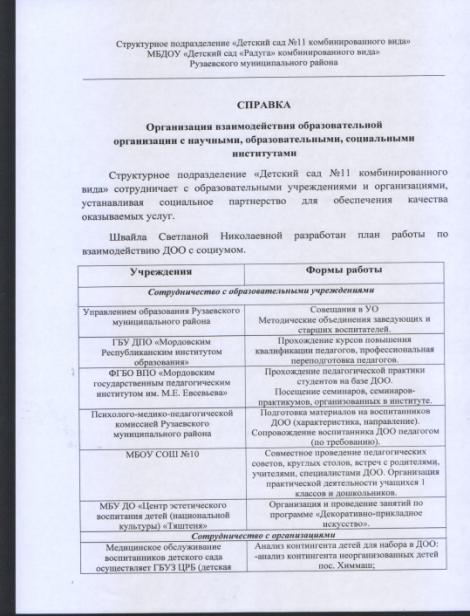 Структурное подразделение «Детский сад №11 комбинированного вида»
МБДОУ «Детский сад «Радуга» комбинированного вида»
Рузаевского муниципального района
СПРАВКА
Организация взаимодействия образовательной
организации с научными, образовательными, социальными
институтами
Структурное подразделение «Детский сад №11 комбинированного
вида» сотрудничает с образовательными учреждениями и организациями,
устанавливая социальное партнерство для обеспечения качества
оказываемых услуг.
Швайла Светланой Николаевной разработан план работы по
взаимодействию ДОО с социумом.
Учреждения
Формы работы
Сотрудничество с образовательными учреждениями
Управлением образования Рузаевского
муниципального района
Совещания в УО
Методические объединения заведующих и
старших воспитателей.
ГБУ ДПО «Мордовским
Республиканским институтом
образования»
Прохождение курсов повышения
квалификации педагогов, профессиональная
переподготовка педагогов.
ФГБО ВПО «Мордовским
государственным педагогическим
институтом им. М.Е. Евсевьева»
Прохождение педагогической практики
студентов на базе ДОО.
Посещение семинаров, семинаров-
практикумов, организованных в институте.
Психолого-медико-педагогической
комиссией Рузаевского
муниципального района
Подготовка материалов на воспитанников
ДОО (характеристика, направление).
Сопровождение воспитанника ДОО педагогом
(по требованию).
МБОУ СОШ №10
Совместное проведение педагогических
советов, круглых столов, встреч с родителями,
учителями, специалистами ДОО. Организация
практической деятельности учащихся 1
классов и дошкольников.
МБУ ДО «Центр эстетического
воспитания детей (национальной
культуры) «Тяштеня»
Организация и проведение занятий по
программе «Декоративно-прикладное
искусство».
Сотрудничество с организациями
Медицинское обслуживание
воспитанников детского сада
осуществляет ГБУЗ ЦРБ (детская
Анализ контингента детей для набора в ДОО:
-анализ контингента неорганизованных детей
пос. Химмаш;